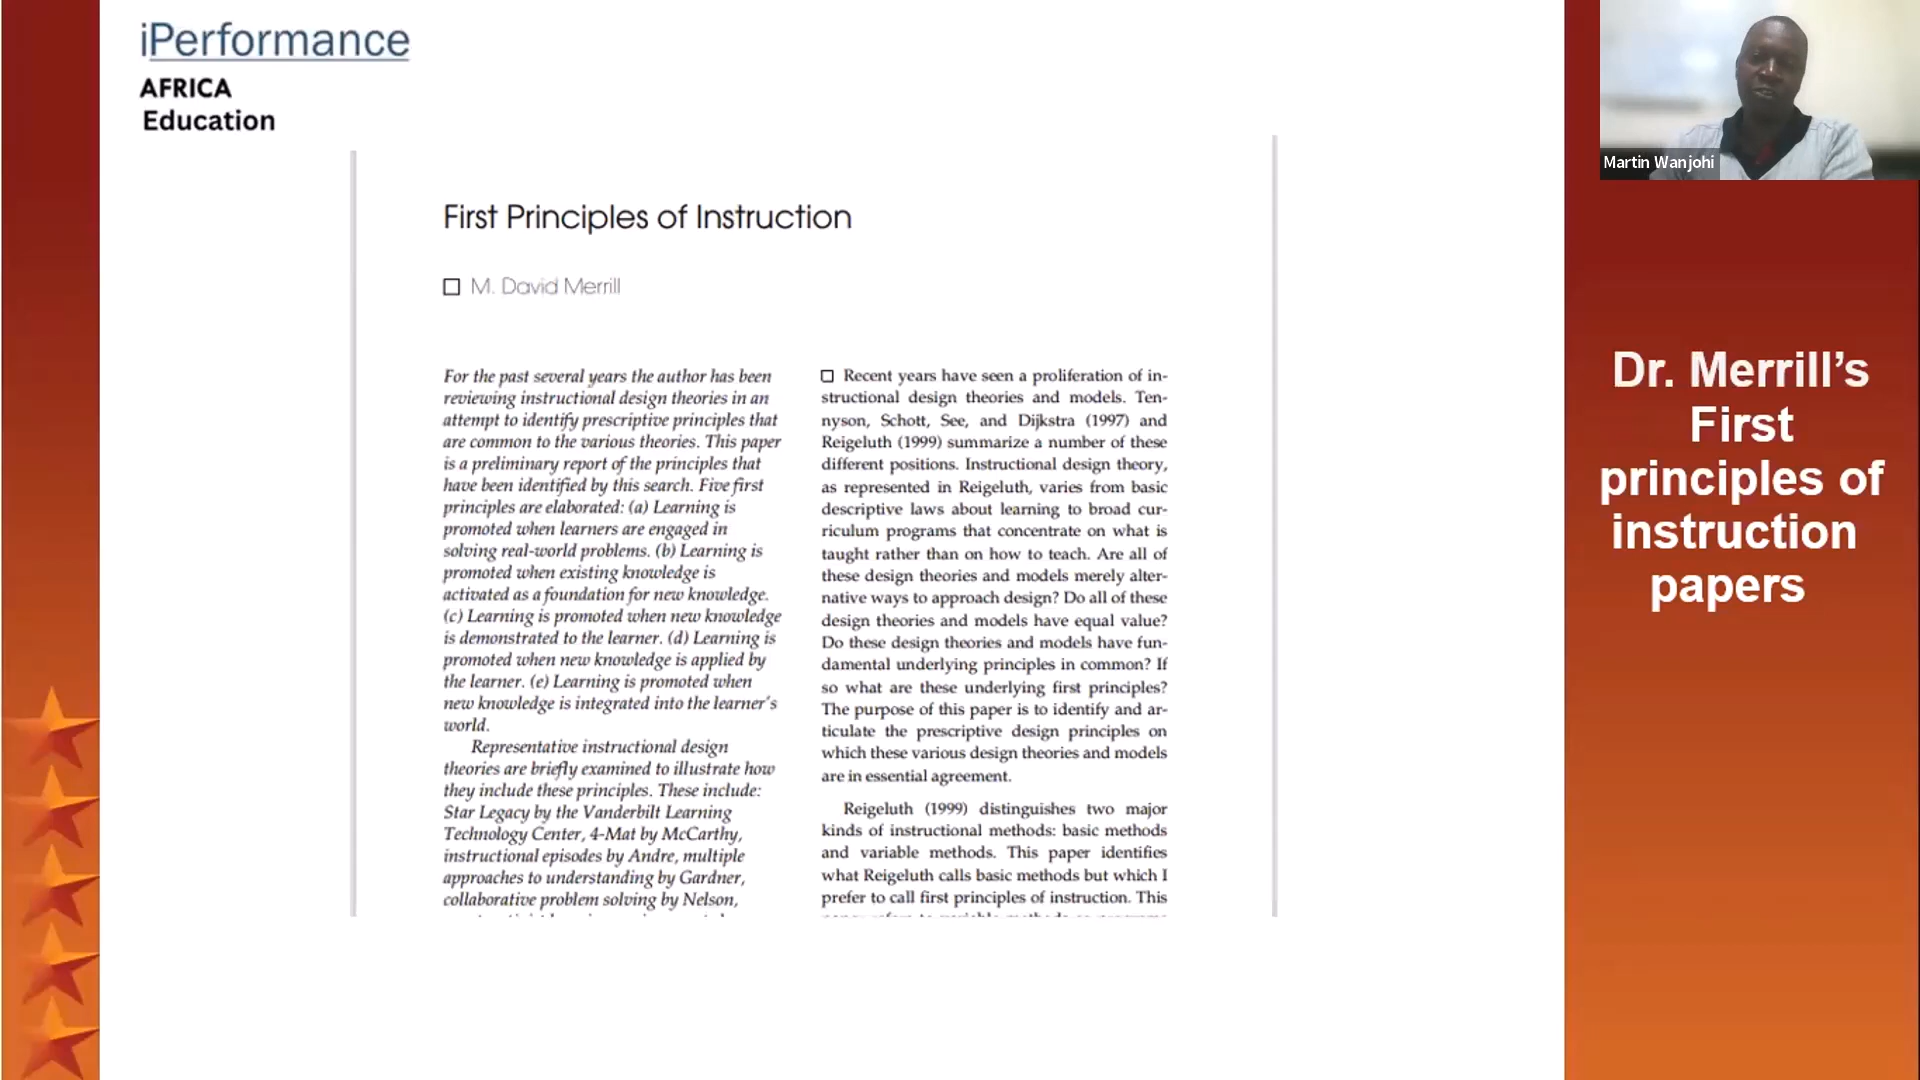 iPerformance
AFRICA
Education
First Principles of Instruction
M. David Merrill
For the past several years the author has been
reviewing instructional design theories in an
attempt to identify prescriptive principles that
are common to the various theories. This paper
is a preliminary report of the principles that
have been identified by this search. Five first
principles are elaborated: (a) Learning is
promoted when learners are engaged in
solving real-world problems. (b) Learning is
promoted when existing knowledge is
activated as a foundation for new knowledge.
(c) Learning is promoted when new knowledge
is demonstrated to the learner. (d) Learning is
promoted when new knowledge is applied by
the learner. (e) Learning is promoted when
new knowledge is integrated into the learner's
world.
Representative instructional design
theories are briefly examined to illustrate how
they include these principles. These include:
Star Legacy by the Vanderbilt Learning
Technology Center, 4-Mat by McCarthy,
instructional episodes by Andre, multiple
approaches to understanding by Gardner,
collaborative problem solving by Nelson,
Recent years have seen a proliferation of in-
structional design theories and models. Ten-
nyson, Schott, See, and Dijkstra (1997) and
Reigeluth (1999) summarize a number of these
different positions. Instructional design theory,
as represented in Reigeluth, varies from basic
descriptive laws about learning to broad cur-
riculum programs that concentrate on what is
taught rather than on how to teach. Are all of
these design theories and models merely alter-
native ways to approach design? Do all of these
design theories and models have equal value?
Do these design theories and models have fun-
damental underlying principles in common? If
so what are these underlying first principles?
The purpose of this paper is to identify and ar-
ticulate the prescriptive design principles on
which these various design theories and models
are in essential agreement.
Reigeluth (1999) distinguishes two major
kinds of instructional methods: basic methods
and variable methods. This paper identifies
what Reigeluth calls basic methods but which I
prefer to call first principles of instruction. This
Martin Wanjohi
Dr. Merrill's
First
principles of
instruction
papers